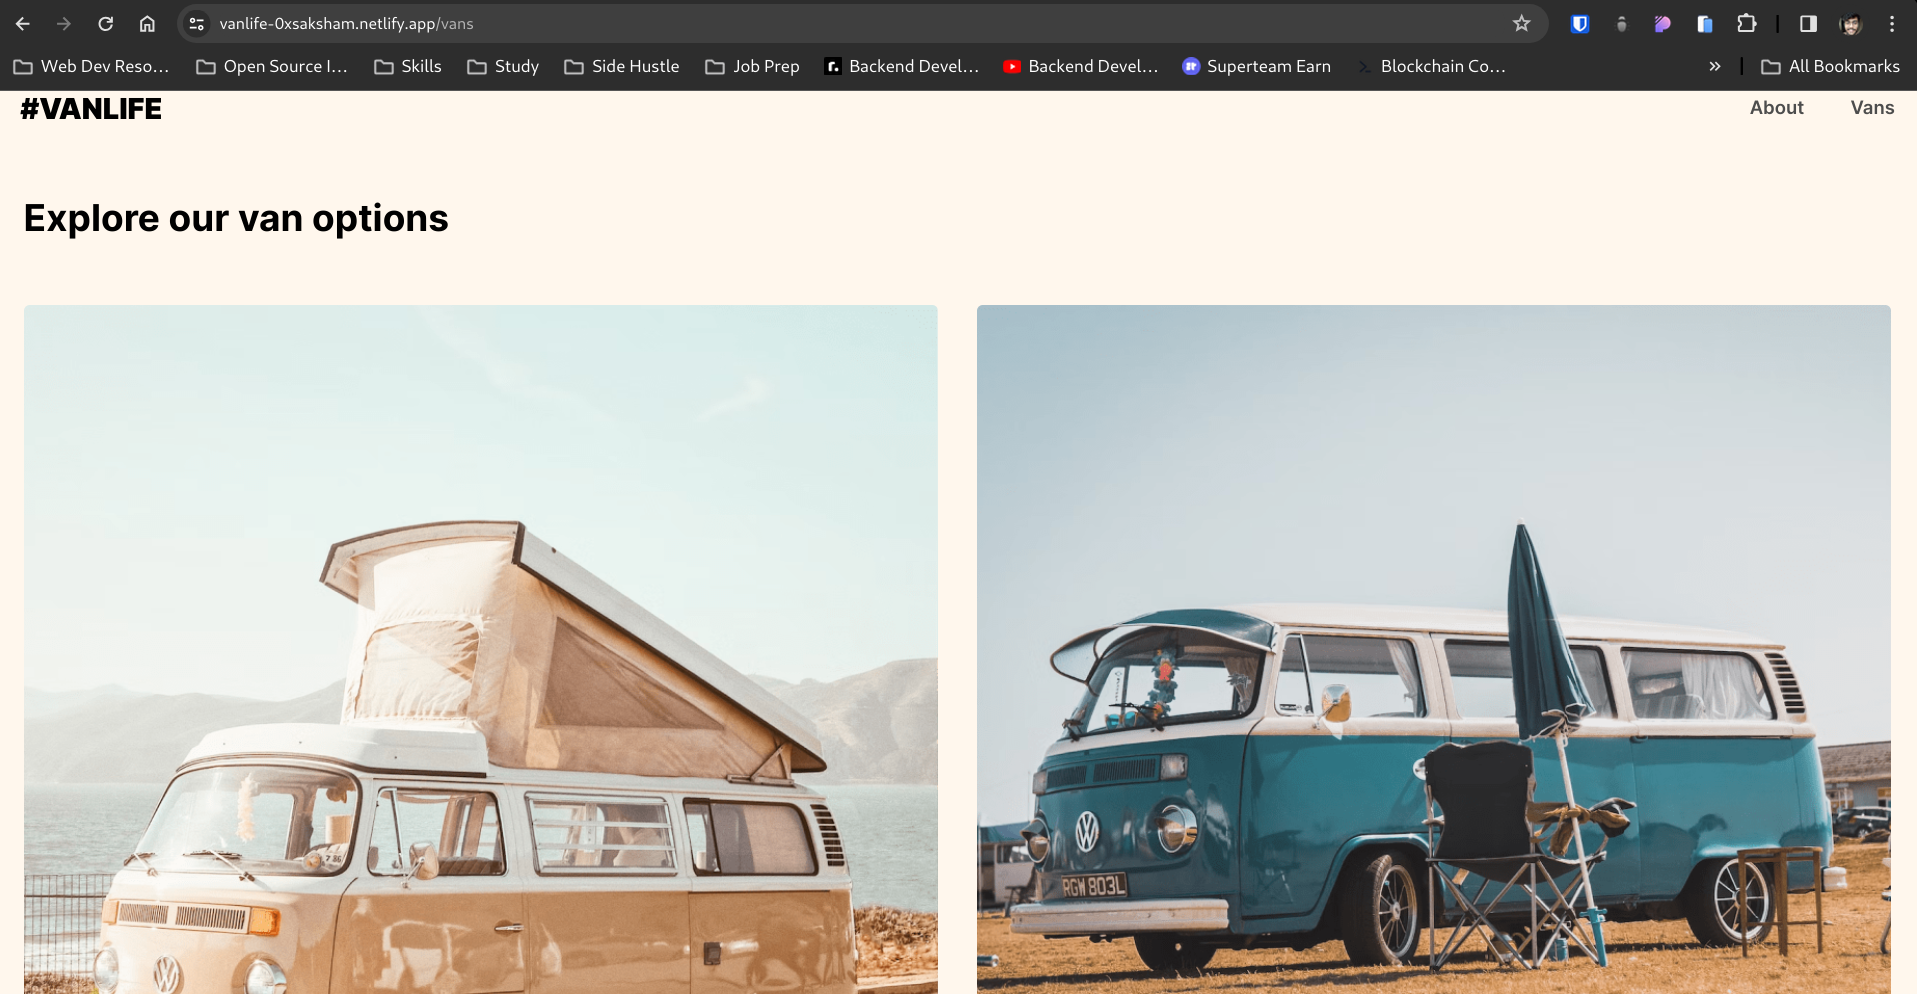 vanlife-0xsaksham.netlify.app/vans
Web Dev Reso... Open Source I... Skills Study Side Hustle Job Prep Backend Devel... Backend Devel... Superteam Earn Blockchain Co... » All Bookmarks
#VANLIFE About Vans
Explore our van options
RGW 803L